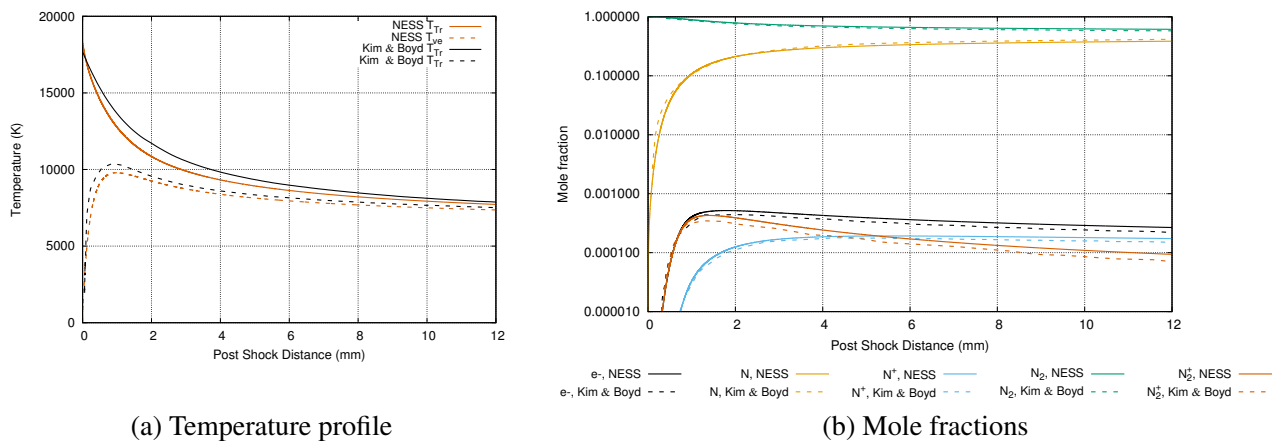 20000
15000
10000
5000
0
Temperature (K)
0 2 4 6 8 10 12
Post Shock Distance (mm)
NESS T_Tr
NESS T_ve
Kim & Boyd T_Tr
Kim & Boyd T_Tr
(a) Temperature profile
1.000000
0.100000
0.010000
0.001000
0.000100
0.000010
Mole fraction
0 2 4 6 8 10 12
Post Shock Distance (mm)
e-, NESS N, NESS N⁺, NESS N₂, NESS N₂⁺, NESS
e-, Kim & Boyd N, Kim & Boyd N⁺, Kim & Boyd N₂, Kim & Boyd N₂⁺, Kim & Boyd
(b) Mole fractions